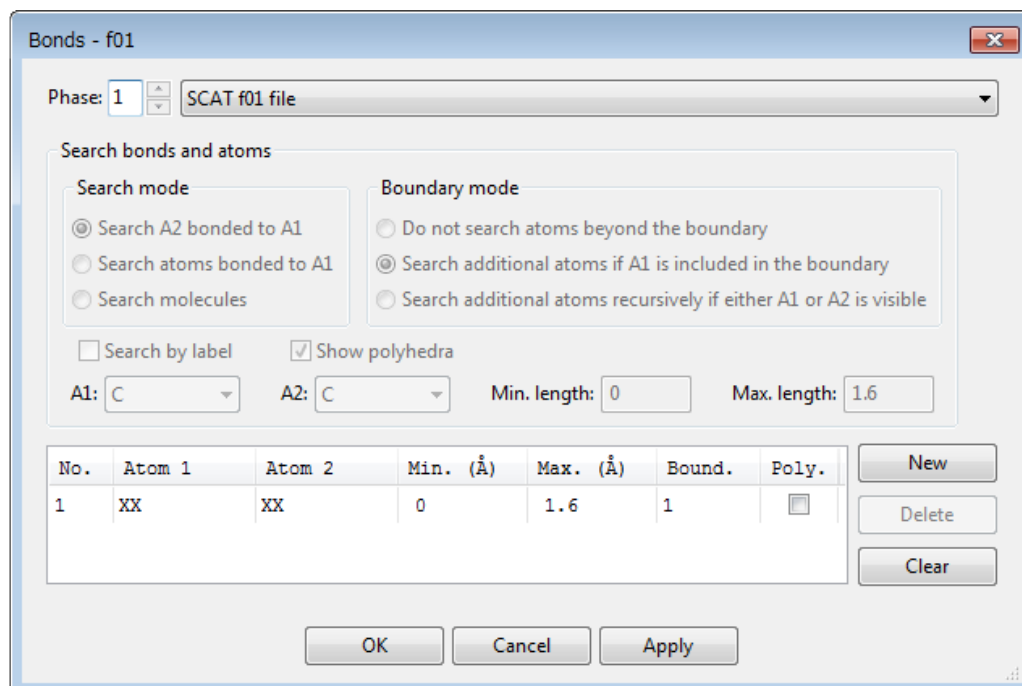 Bonds - f01
Phase: 1 SCAT f01 file
Search bonds and atoms
Search mode
Search A2 bonded to A1
Search atoms bonded to A1
Search molecules
Boundary mode
Do not search atoms beyond the boundary
Search additional atoms if A1 is included in the boundary
Search additional atoms recursively if either A1 or A2 is visible
Search by label Show polyhedra
A1: C A2: C Min. length: 0 Max. length: 1.6
No. Atom 1 Atom 2 Min. (Å) Max. (Å) Bound. Poly.
1 XX XX 0 1.6 1
New
Delete
Clear
OK Cancel Apply